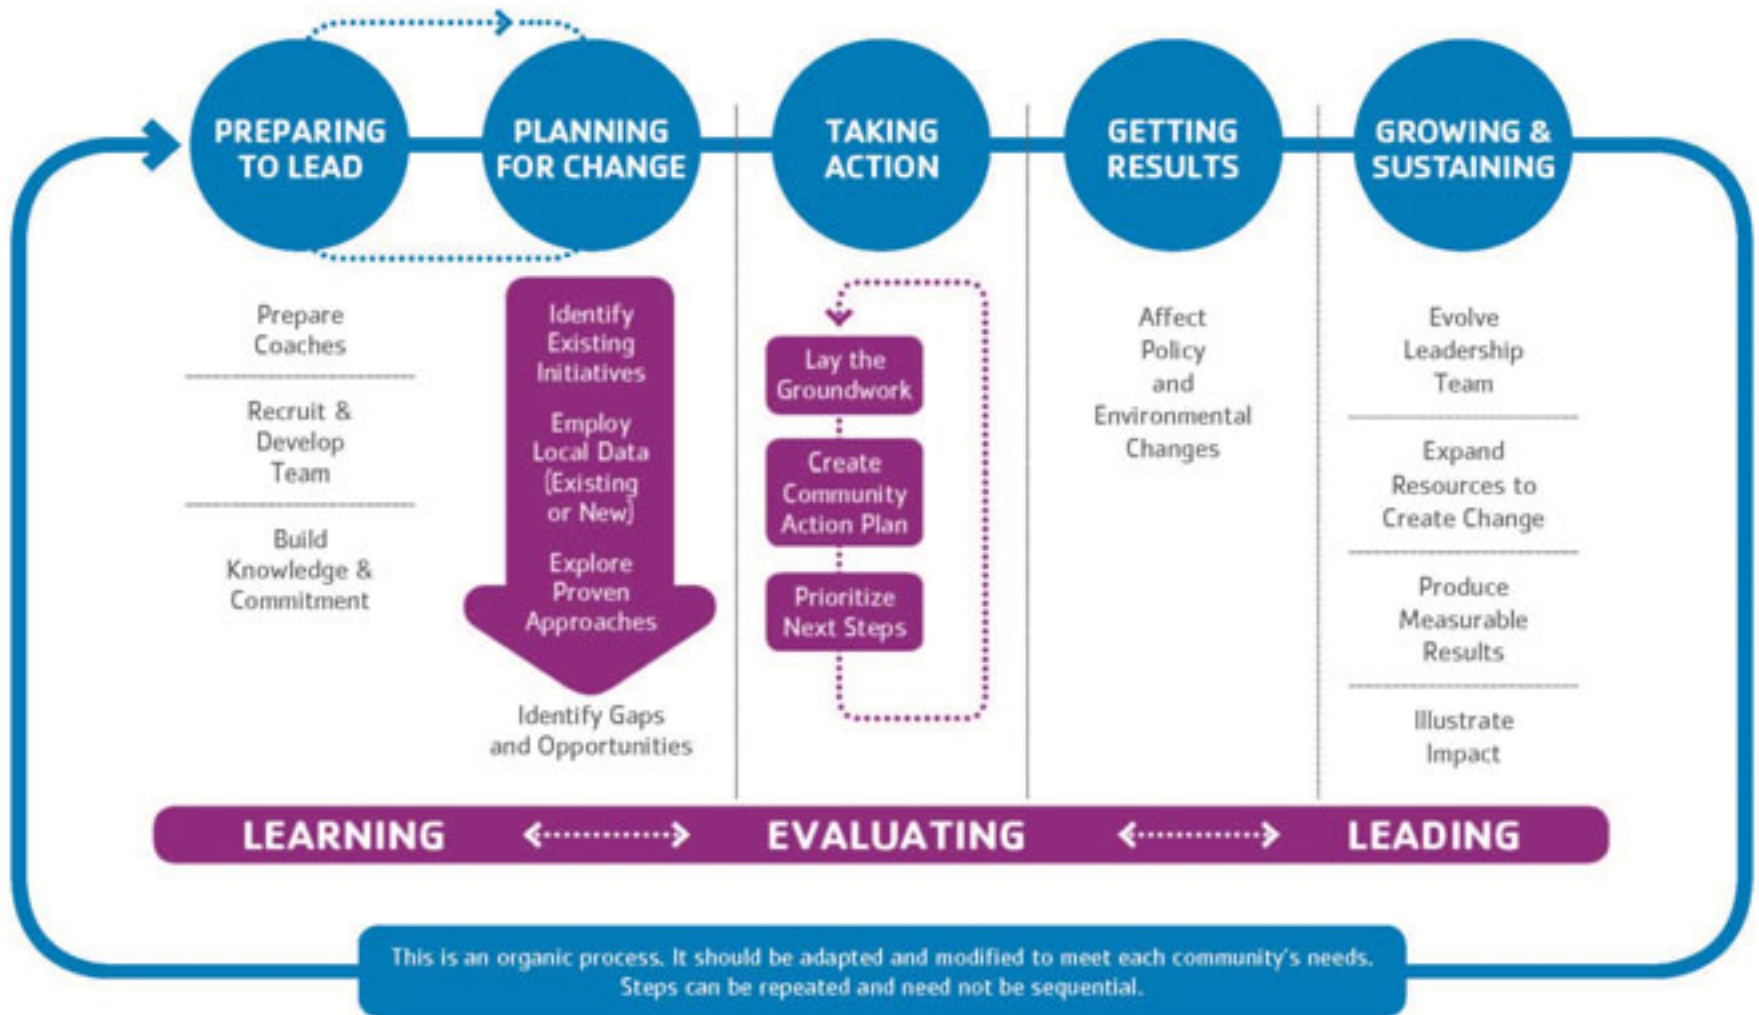 PREPARING
TO LEAD
PLANNING
FOR CHANGE
TAKING
ACTION
GETTING
RESULTS
GROWING &
SUSTAINING
Prepare
Coaches
Recruit &
Develop
Team
Build
Knowledge &
Commitment
Identify
Existing
Initiatives
Employ
Local Data
(Existing
or New)
Explore
Proven
Approaches
Identify Gaps
and Opportunities
Lay the
Groundwork
Create
Community
Action Plan
Prioritize
Next Steps
Affect
Policy
and
Environmental
Changes
Evolve
Leadership
Team
Expand
Resources to
Create Change
Produce
Measurable
Results
Illustrate
Impact
LEARNING
EVALUATING
LEADING
This is an organic process. It should be adapted and modified to meet each community's needs.
Steps can be repeated and need not be sequential.